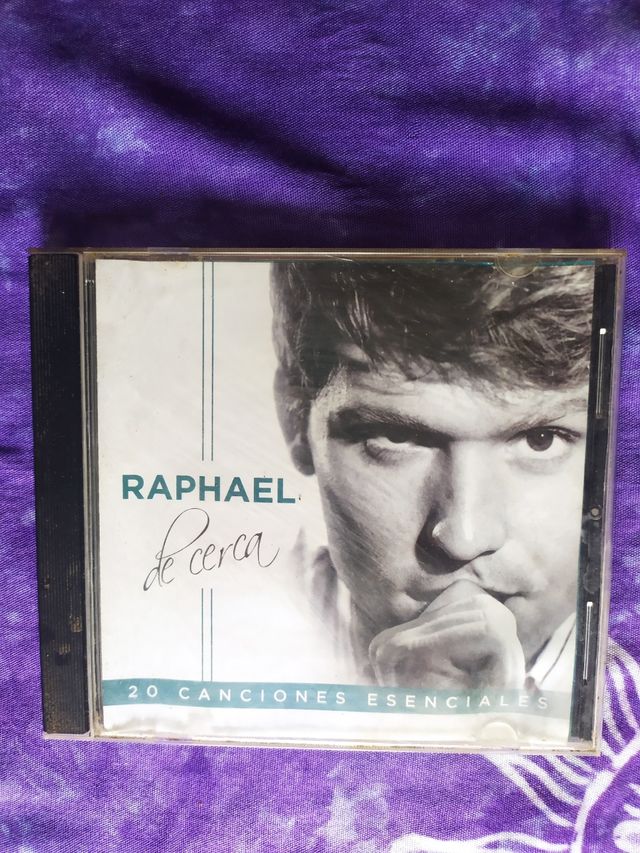 RAPHAEL
de cerca
20 CANCIONES ESENCIALES